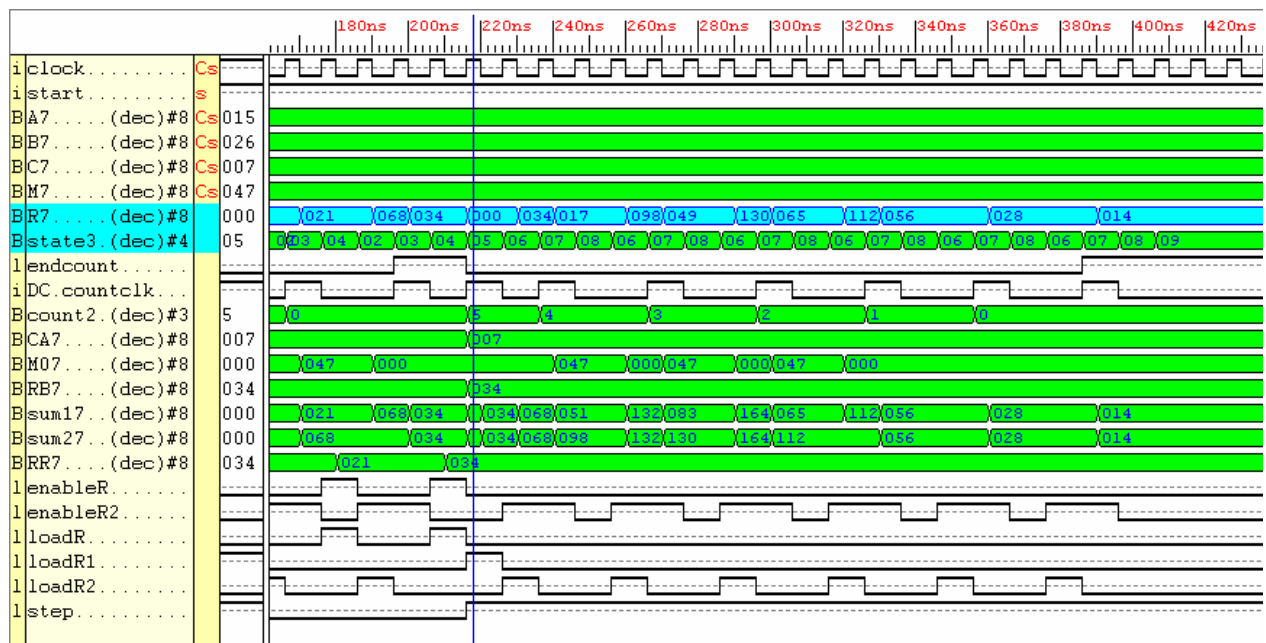 180ns 200ns 220ns 240ns 260ns 280ns 300ns 320ns 340ns 360ns 380ns 400ns 420ns
i clock......... Cs
i start......... s
B A7.....(dec)#8 Cs 015
B B7.....(dec)#8 Cs 026
B C7.....(dec)#8 Cs 007
B M7.....(dec)#8 Cs 047
B R7.....(dec)#8 000 021 068 034 000 034 017 098 049 130 065 112 056 028 014
B state3.(dec)#4 05 03 04 02 03 04 05 06 07 08 06 07 08 06 07 08 06 07 08 06 07 08 06 07 08 09
l endcount......
i DC.countclk...
B count2.(dec)#3 5 0 5 4 3 2 1 0
B CA7....(dec)#8 007 007
B M07....(dec)#8 047 000 047 000 047 000 047 000
B RB7....(dec)#8 034 034
B sum17..(dec)#8 000 021 068 034 034 068 051 132 083 164 065 112 056 028 014
B sum27..(dec)#8 000 068 034 034 068 098 132 130 164 112 056 028 014
B RR7....(dec)#8 034 021 034
l enableR.......
l enableR2......
l loadR.........
l loadR1........
l loadR2........
l step..........